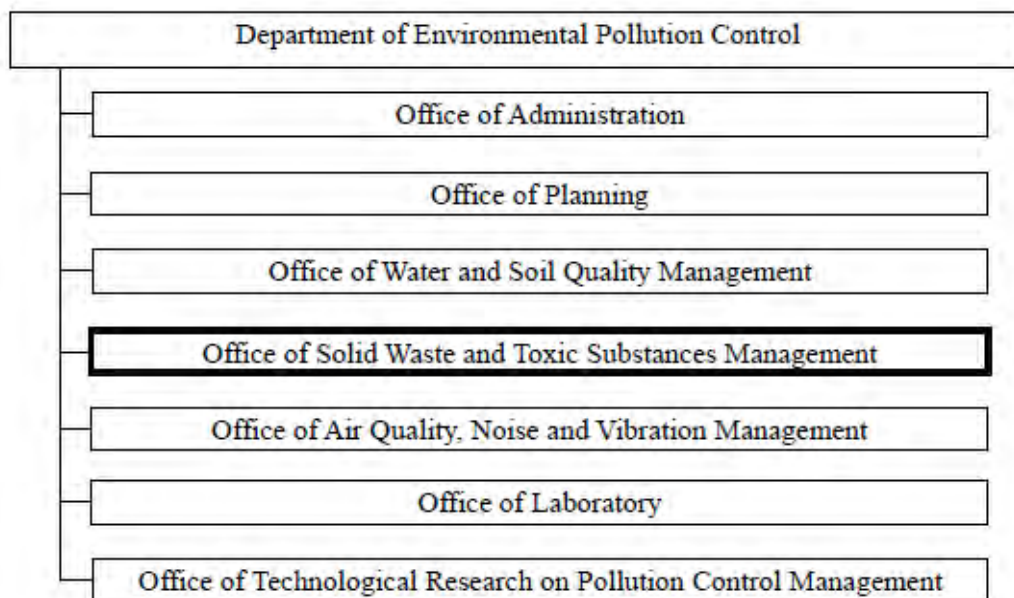 Department of Environmental Pollution Control
Office of Administration
Office of Planning
Office of Water and Soil Quality Management
Office of Solid Waste and Toxic Substances Management
Office of Air Quality, Noise and Vibration Management
Office of Laboratory
Office of Technological Research on Pollution Control Management